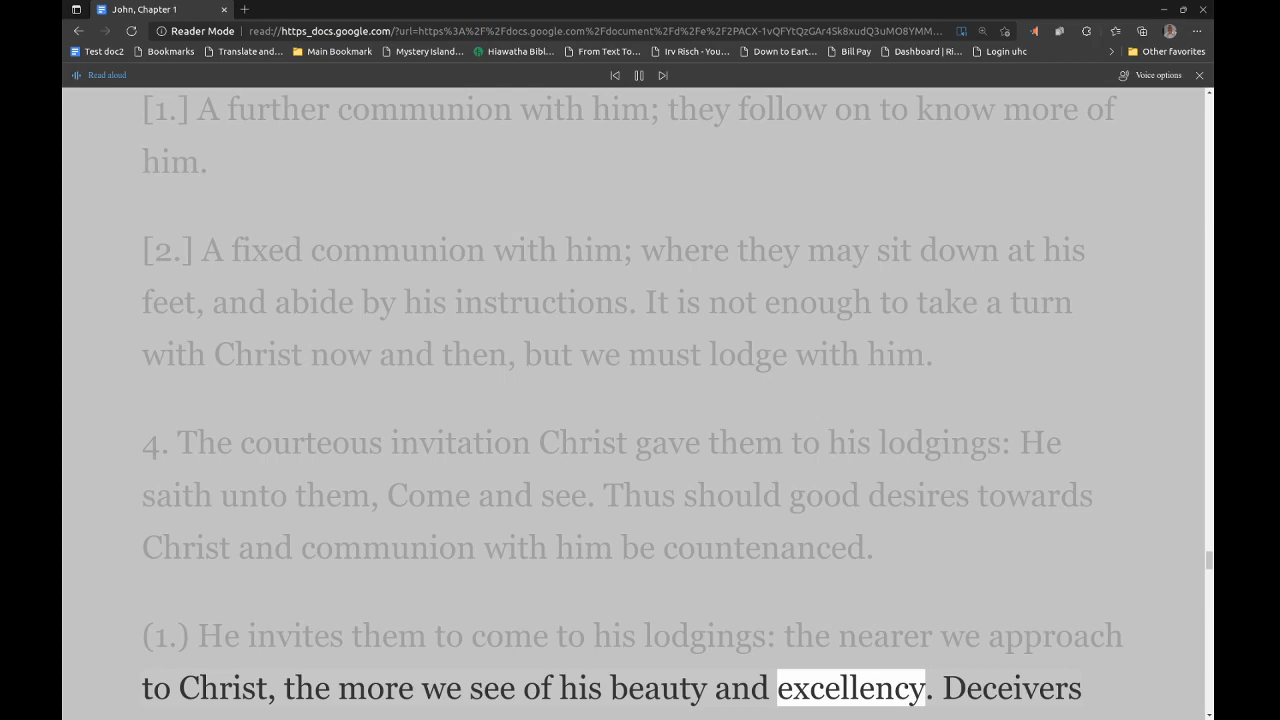 John, Chapter 1
Reader Mode read://https_docs.google.com/?url=https%3A%2F%2Fdocs.google.com%2Fdocument%2Fd%2Fe%2F2PACX-1vQFYtQzGAr4Sk8xudQ3uMO8YMM...
Test doc2 Bookmarks Translate and... Main Bookmark Mystery Island... Hiawatha Bibl... From Text To... Irv Risch - You... Down to Eart... Bill Pay Dashboard | Ri... Login uhc Other favorites
Read aloud Voice options
[1.] A further communion with him; they follow on to know more of
him.
[2.] A fixed communion with him; where they may sit down at his
feet, and abide by his instructions. It is not enough to take a turn
with Christ now and then, but we must lodge with him.
4. The courteous invitation Christ gave them to his lodgings: He
saith unto them, Come and see. Thus should good desires towards
Christ and communion with him be countenanced.
(1.) He invites them to come to his lodgings: the nearer we approach
to Christ, the more we see of his beauty and excellency. Deceivers